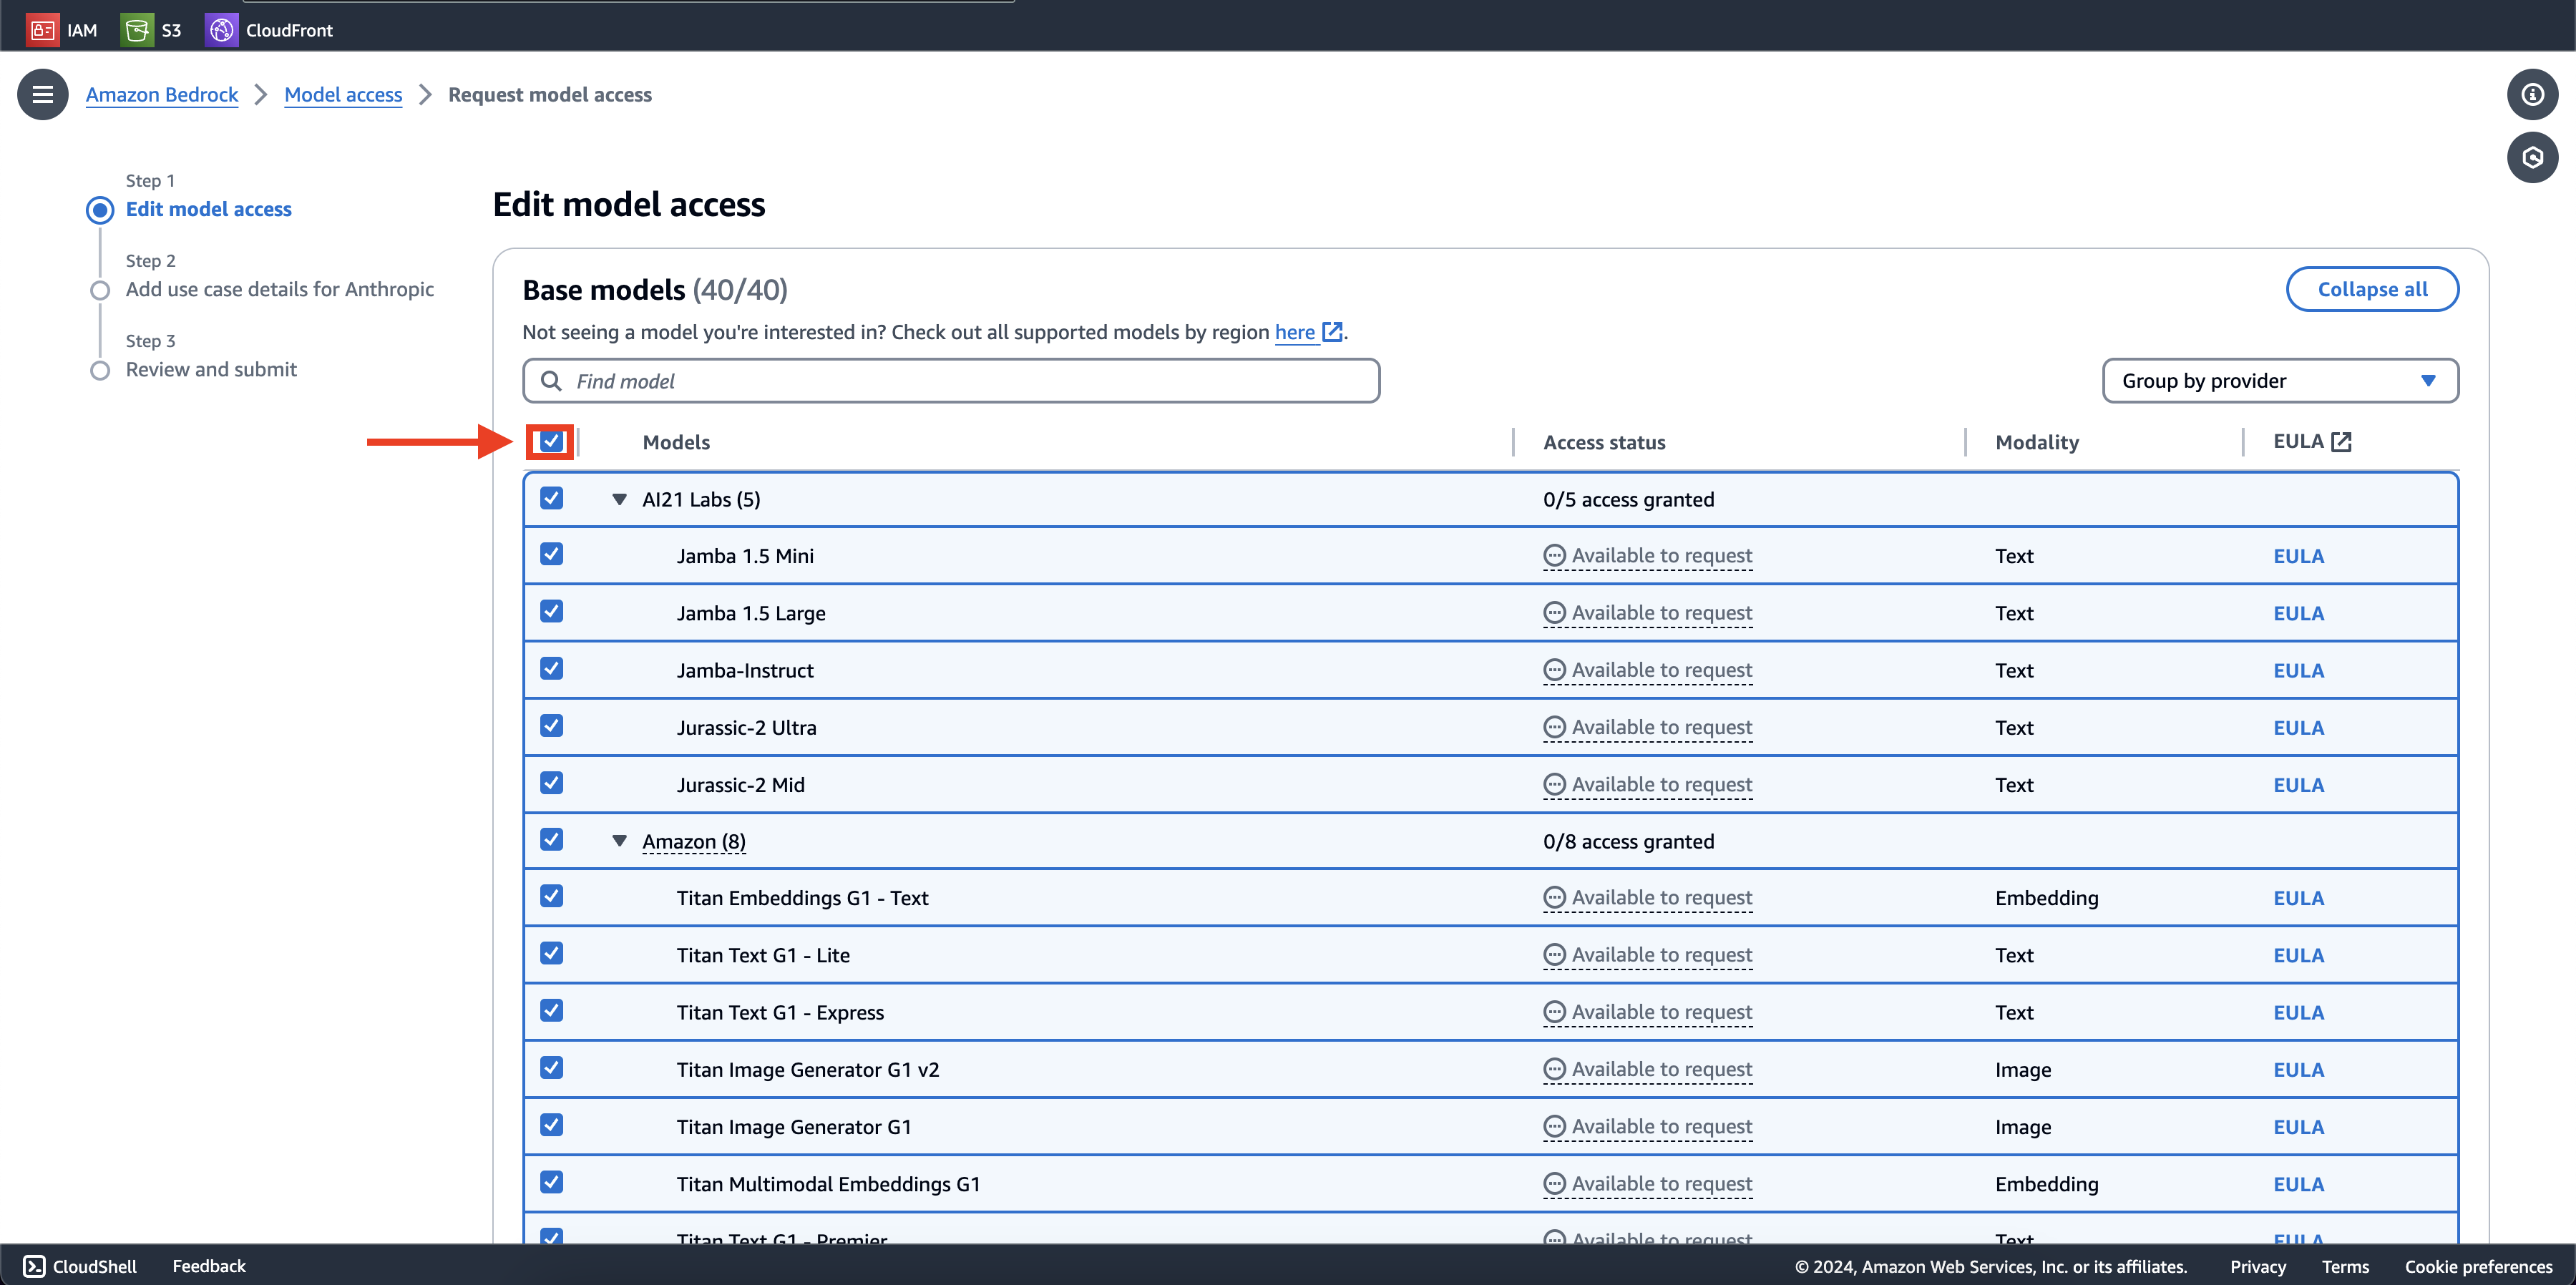 IAM S3 CloudFront
Amazon Bedrock Model access Request model access
Step 1
Edit model access
Step 2
Add use case details for Anthropic
Step 3
Review and submit
Edit model access
Base models (40/40)
Collapse all
Not seeing a model you're interested in? Check out all supported models by region here.
Find model
Group by provider
Models Access status Modality EULA
AI21 Labs (5) 0/5 access granted
Jamba 1.5 Mini Available to request Text EULA
Jamba 1.5 Large Available to request Text EULA
Jamba-Instruct Available to request Text EULA
Jurassic-2 Ultra Available to request Text EULA
Jurassic-2 Mid Available to request Text EULA
Amazon (8) 0/8 access granted
Titan Embeddings G1 - Text Available to request Embedding EULA
Titan Text G1 - Lite Available to request Text EULA
Titan Text G1 - Express Available to request Text EULA
Titan Image Generator G1 v2 Available to request Image EULA
Titan Image Generator G1 Available to request Image EULA
Titan Multimodal Embeddings G1 Available to request Embedding EULA
Titan Text G1 - Premier Available to request Text EULA
CloudShell Feedback © 2024, Amazon Web Services, Inc. or its affiliates. Privacy Terms Cookie preferences